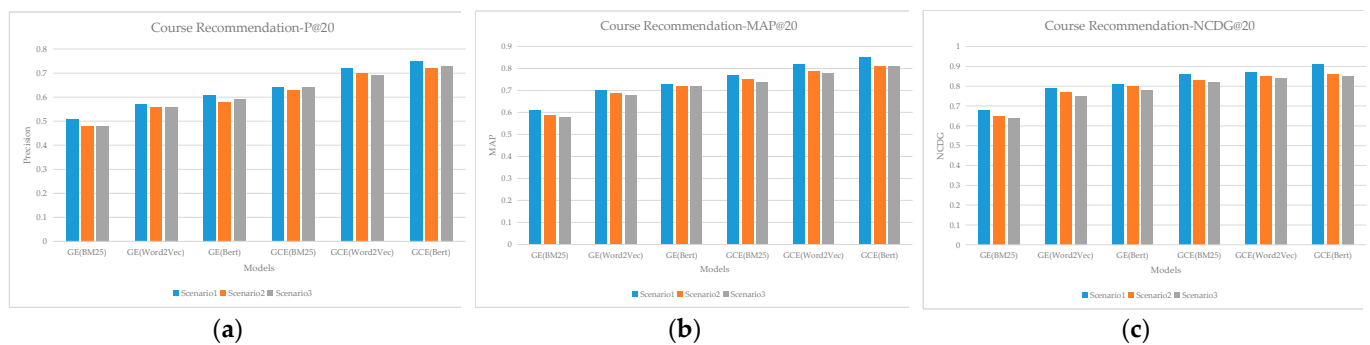 Course Recommendation-P@20
0.8
0.7
0.6
0.5
0.4
0.3
0.2
0.1
0
Precision
GE(BM25) GE(Word2Vec) GE(Bert) GCE(BM25) GCE(Word2Vec) GCE(Bert)
Models
Scenario1 Scenario2 Scenario3
(a)
Course Recommendation-MAP@20
0.9
0.8
0.7
0.6
0.5
0.4
0.3
0.2
0.1
0
MAP
GE(BM25) GE(Word2Vec) GE(Bert) GCE(BM25) GCE(Word2Vec) GCE(Bert)
Models
Scenario1 Scenario2 Scenario3
(b)
Course Recommendation-NCDG@20
1
0.9
0.8
0.7
0.6
0.5
0.4
0.3
0.2
0.1
0
NCDG
GE(BM25) GE(Word2Vec) GE(Bert) GCE(BM25) GCE(Word2Vec) GCE(Bert)
Models
Scenario1 Scenario2 Scenario3
(c)